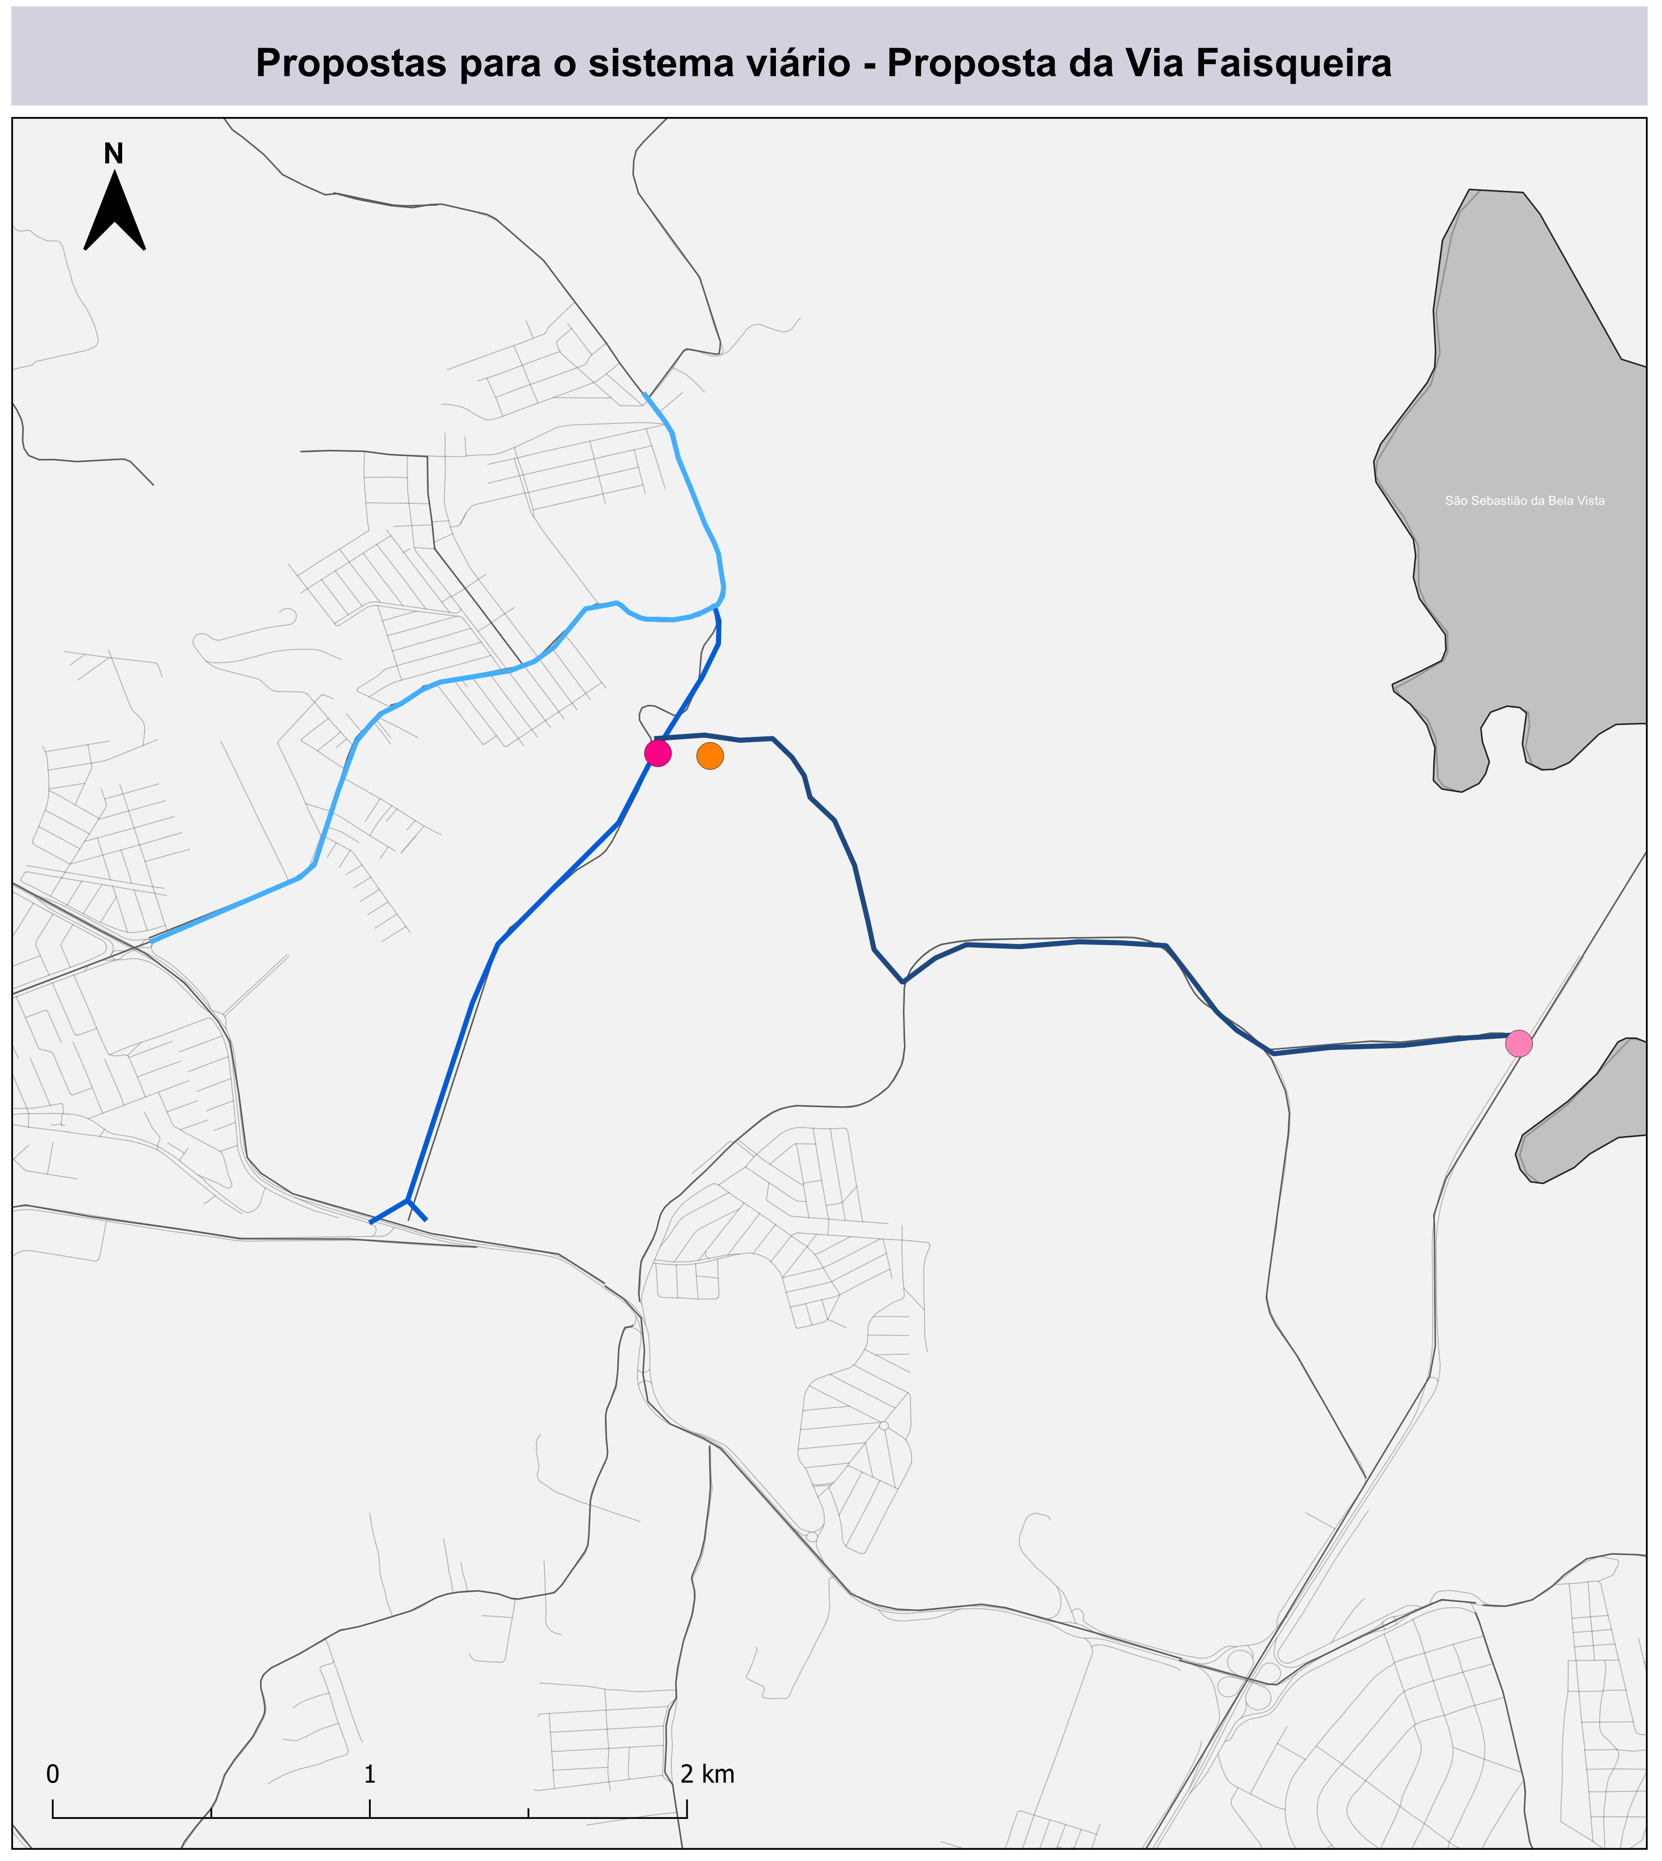 Propostas para o sistema viário - Proposta da Via Faisqueira
N
São Sebastião da Bela Vista
0 1 2 km